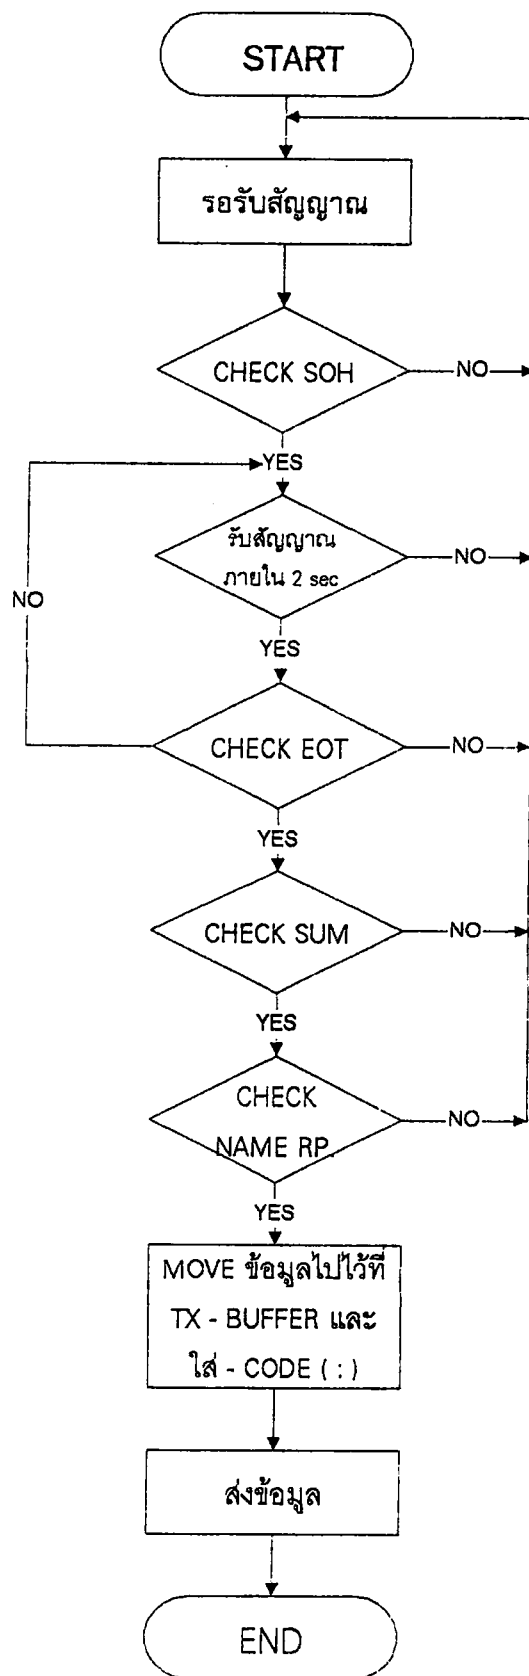 START
รอรับสัญญาณ
CHECK SOH
NO
YES
รับสัญญาณ
ภายใน 2 sec
NO
NO
YES
CHECK EOT
NO
YES
CHECK SUM
NO
YES
CHECK
NAME RP.
NO
YES
MOVE ข้อมูลไปไว้ที่
TX - BUFFER และ
ใส่ - CODE ( : )
ส่งข้อมูล
END